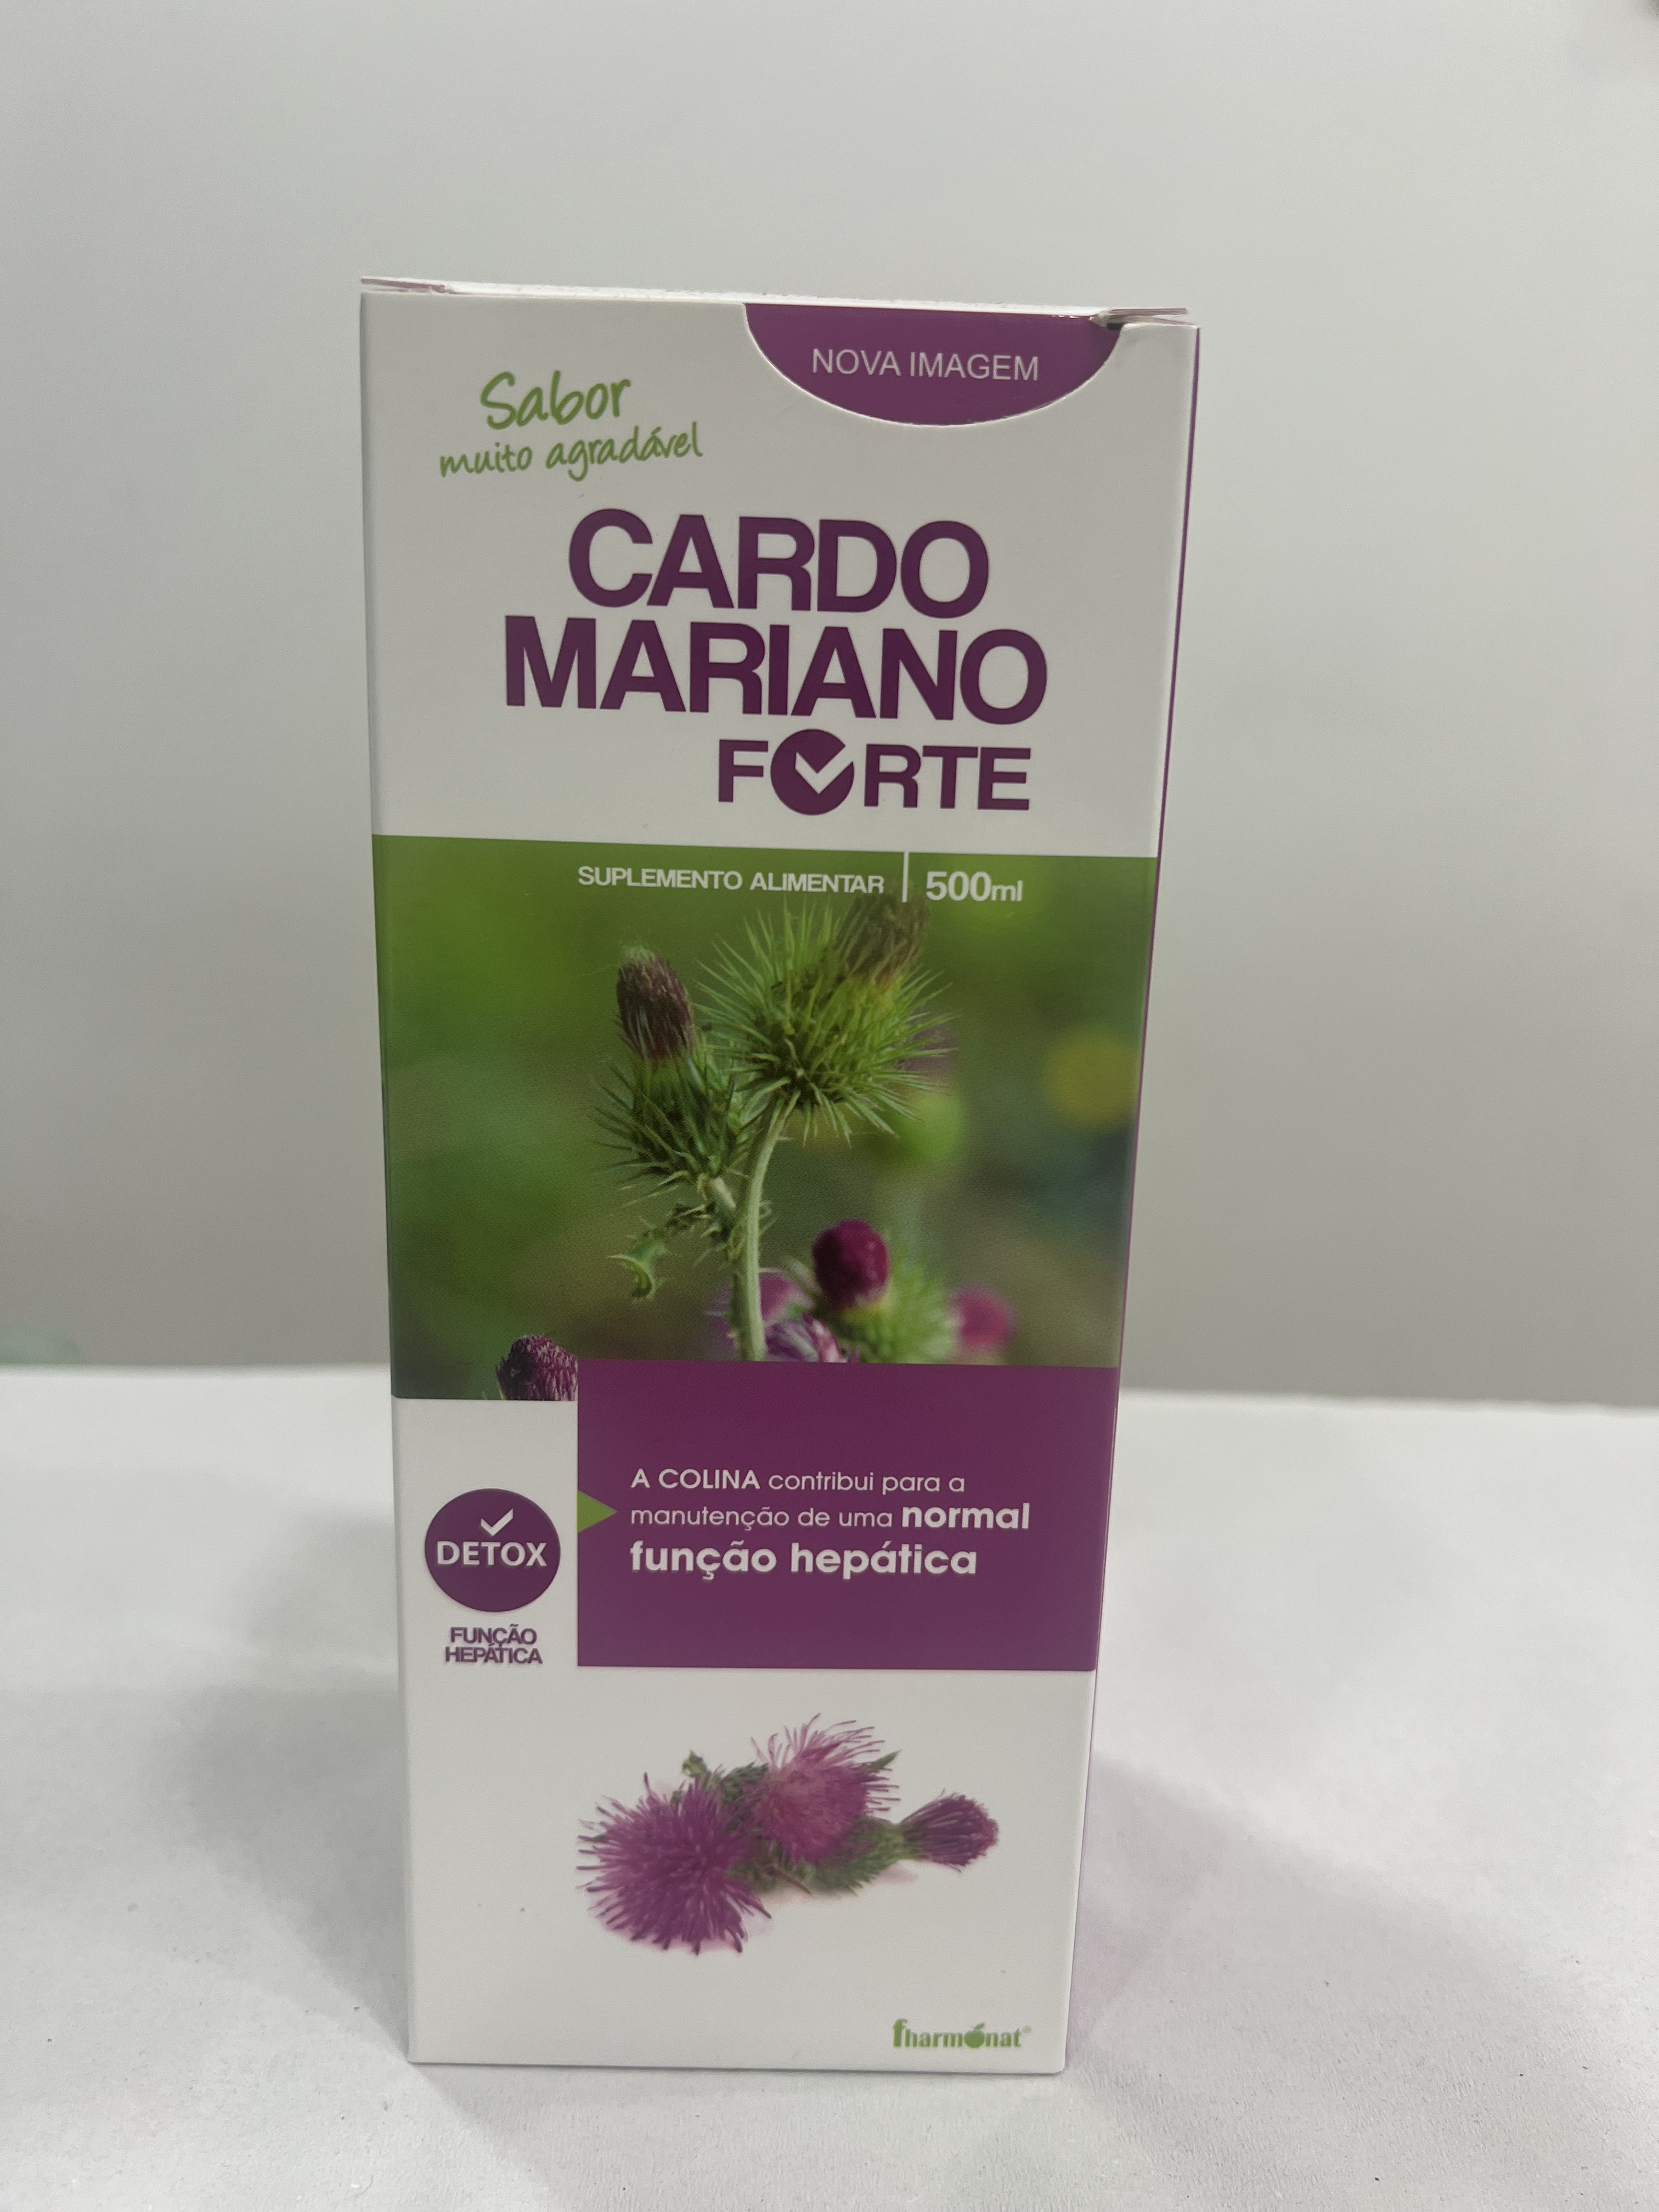 NOVA IMAGEM
Sabor
muito agradável
CARDO
MARIANO
FORTE
SUPLEMENTO ALIMENTAR | 500ml
A COLINA contribui para a
manutenção de uma normal
função hepática
DETOX
FUNÇÃO
HEPÁTICA
fharmonat®